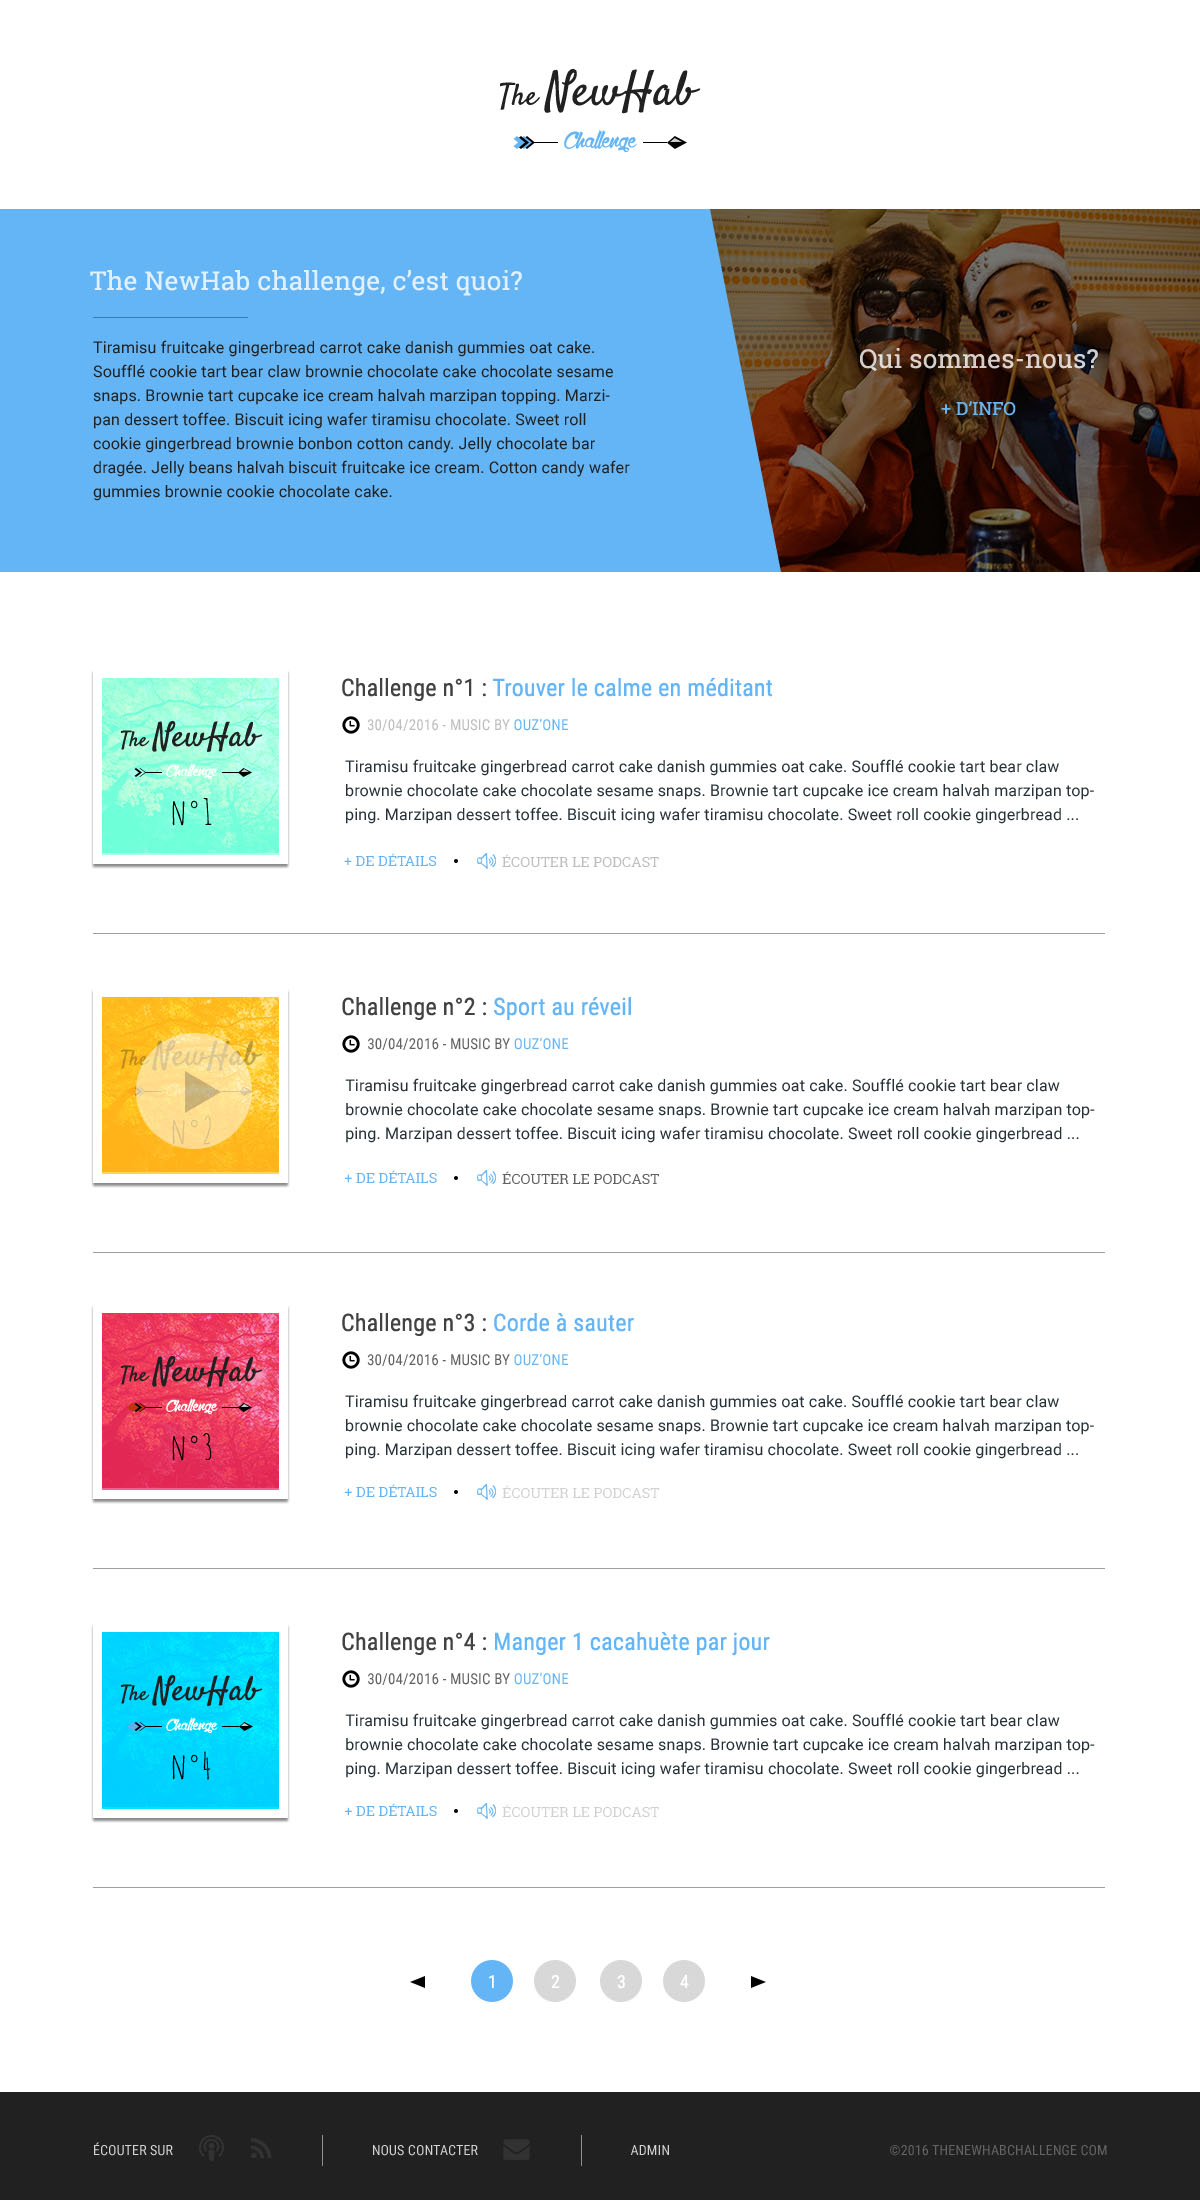 The NewHab
Challenge
The NewHab challenge, c'est quoi?
Tiramisu fruitcake gingerbread carrot cake danish gummies oat cake.
Soufflé cookie tart bear claw brownie chocolate cake chocolate sesame
snaps. Brownie tart cupcake ice cream halvah marzipan topping. Marzi-
pan dessert toffee. Biscuit icing wafer tiramisu chocolate. Sweet roll
cookie gingerbread brownie bonbon cotton candy. Jelly chocolate bar
dragée. Jelly beans halvah biscuit fruitcake ice cream. Cotton candy wafer
gummies brownie cookie chocolate cake.
Qui sommes-nous?
+ D'INFO
The NewHab
Challenge
N°1
Challenge n°1 : Trouver le calme en méditant
30/04/2016 - MUSIC BY OUZ'ONE
Tiramisu fruitcake gingerbread carrot cake danish gummies oat cake. Soufflé cookie tart bear claw
brownie chocolate cake chocolate sesame snaps. Brownie tart cupcake ice cream halvah marzipan top-
ping. Marzipan dessert toffee. Biscuit icing wafer tiramisu chocolate. Sweet roll cookie gingerbread ...
+ DE DÉTAILS • ÉCOUTER LE PODCAST
The NewHab
N°2
Challenge n°2 : Sport au réveil
30/04/2016 - MUSIC BY OUZ'ONE
Tiramisu fruitcake gingerbread carrot cake danish gummies oat cake. Soufflé cookie tart bear claw
brownie chocolate cake chocolate sesame snaps. Brownie tart cupcake ice cream halvah marzipan top-
ping. Marzipan dessert toffee. Biscuit icing wafer tiramisu chocolate. Sweet roll cookie gingerbread ...
+ DE DÉTAILS • ÉCOUTER LE PODCAST
The NewHab
Challenge
N°3
Challenge n°3 : Corde à sauter
30/04/2016 - MUSIC BY OUZ'ONE
Tiramisu fruitcake gingerbread carrot cake danish gummies oat cake. Soufflé cookie tart bear claw
brownie chocolate cake chocolate sesame snaps. Brownie tart cupcake ice cream halvah marzipan top-
ping. Marzipan dessert toffee. Biscuit icing wafer tiramisu chocolate. Sweet roll cookie gingerbread ...
+ DE DÉTAILS • ÉCOUTER LE PODCAST
The NewHab
Challenge
N°4
Challenge n°4 : Manger 1 cacahuète par jour
30/04/2016 - MUSIC BY OUZ'ONE
Tiramisu fruitcake gingerbread carrot cake danish gummies oat cake. Soufflé cookie tart bear claw
brownie chocolate cake chocolate sesame snaps. Brownie tart cupcake ice cream halvah marzipan top-
ping. Marzipan dessert toffee. Biscuit icing wafer tiramisu chocolate. Sweet roll cookie gingerbread ...
+ DE DÉTAILS • ÉCOUTER LE PODCAST
1 2 3 4
ÉCOUTER SUR NOUS CONTACTER ADMIN ©2016 THENEWHABCHALLENGE COM